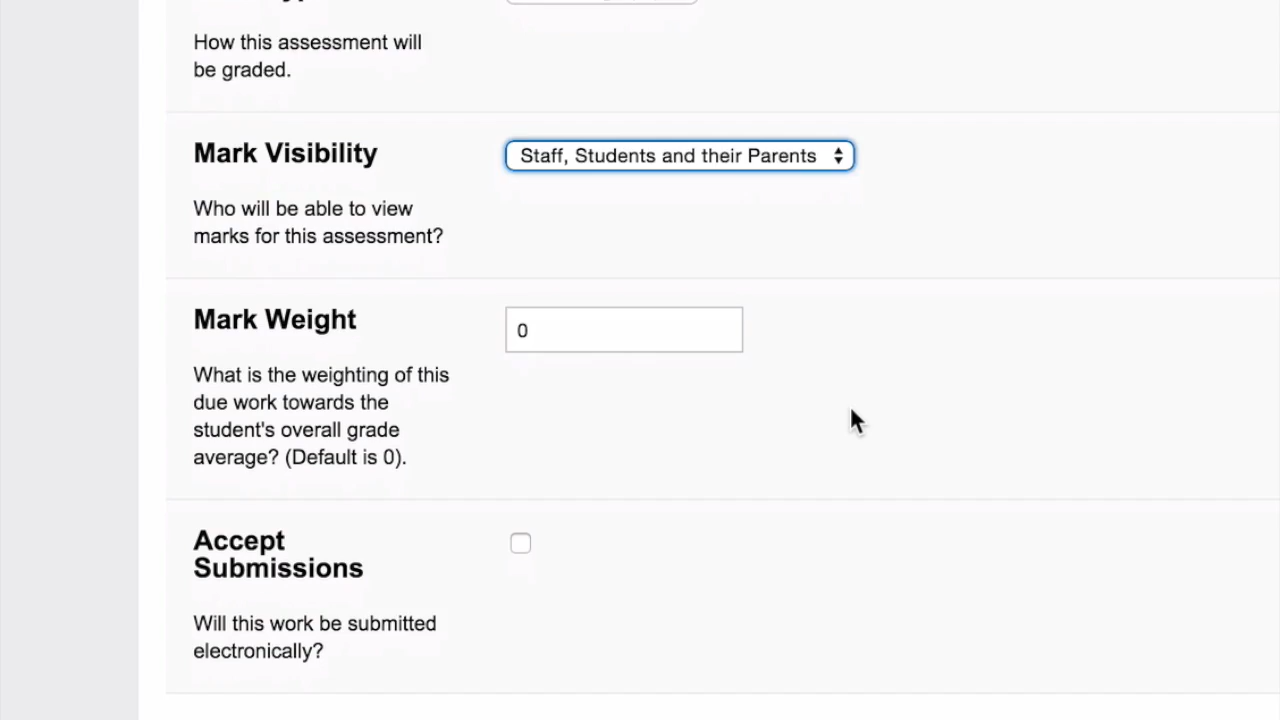 How this assessment will
be graded.
Mark Visibility
Staff, Students and their Parents
Who will be able to view
marks for this assessment?
Mark Weight
0
What is the weighting of this
due work towards the
student's overall grade
average? (Default is 0).
Accept
Submissions
Will this work be submitted
electronically?